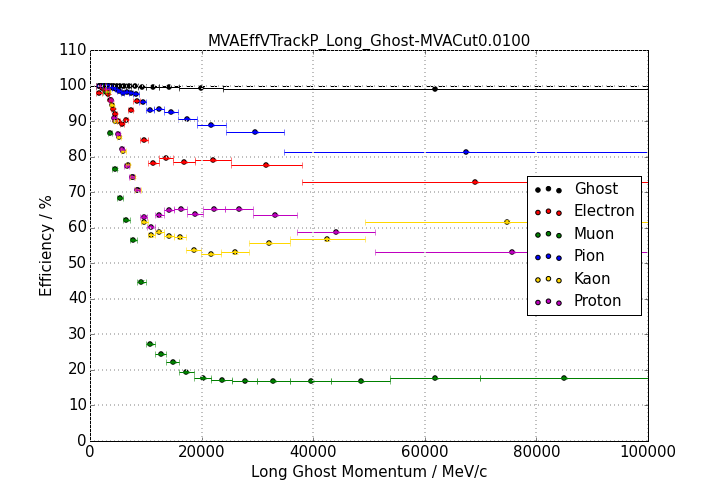 MVAEffVTrackP_Long_Ghost-MVACut0.0100
110
100
90
80
70
60
50
40
30
20
10
0
Efficiency / %
Ghost
Electron
Muon
Pion
Kaon
Proton
0 20000 40000 60000 80000 100000
Long Ghost Momentum / MeV/c